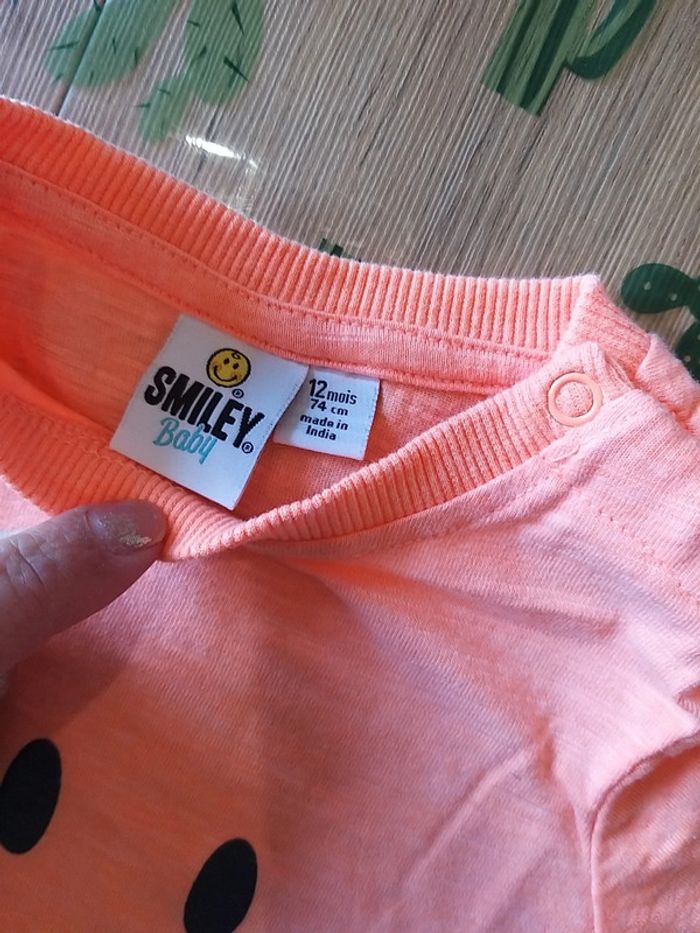 SMILEY®
Baby
12 mois
74 cm
made in
India